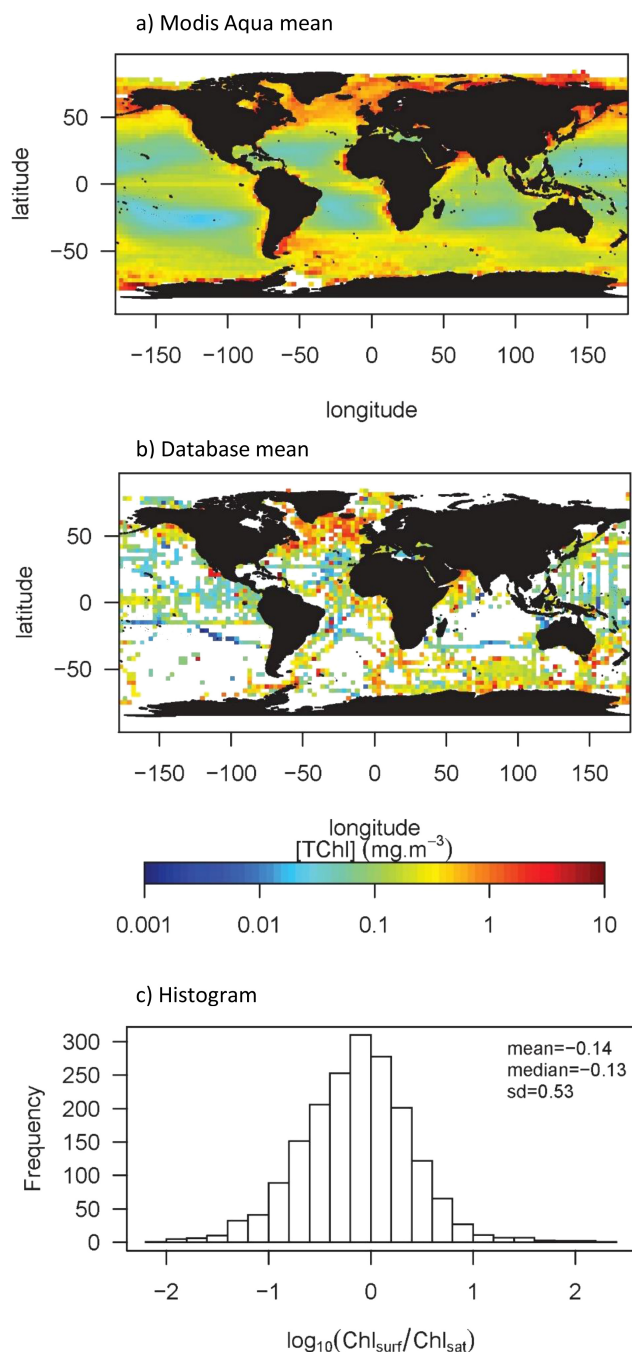 a) Modis Aqua mean
latitude
50
0
−50
−150 −100 −50 0 50 100 150
longitude
b) Database mean
latitude
50
0
−50
−150 −100 −50 0 50 100 150
longitude
[TChl] (mg.m⁻³)
0.001 0.01 0.1 1 10
c) Histogram
Frequency
300
250
200
150
100
50
0
mean=−0.14
median=−0.13
sd=0.53
−2 −1 0 1 2
log₁₀(Chlsurf/Chlsat)